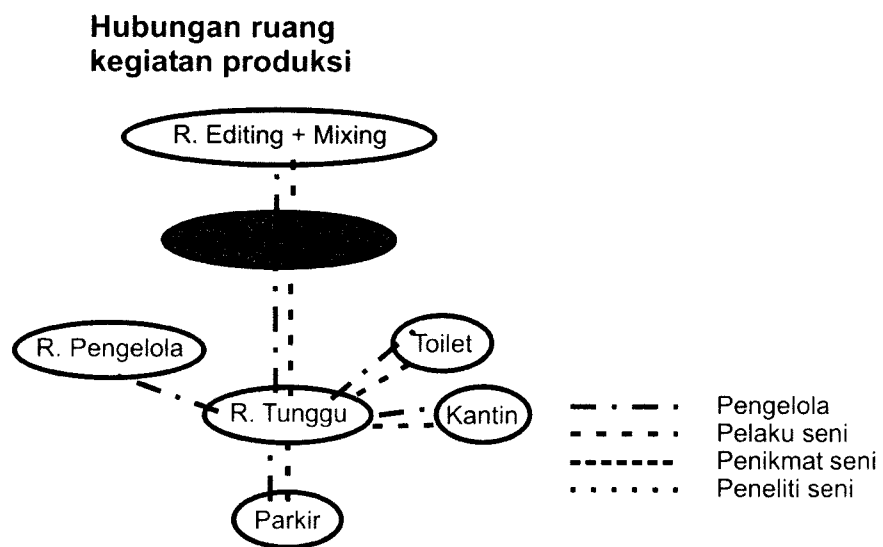 Hubungan ruang
kegiatan produksi
R. Editing + Mixing
R. Pengelola
Toilet
R. Tunggu
Kantin
Parkir
Pengelola
Pelaku seni
Penikmat seni
Peneliti seni